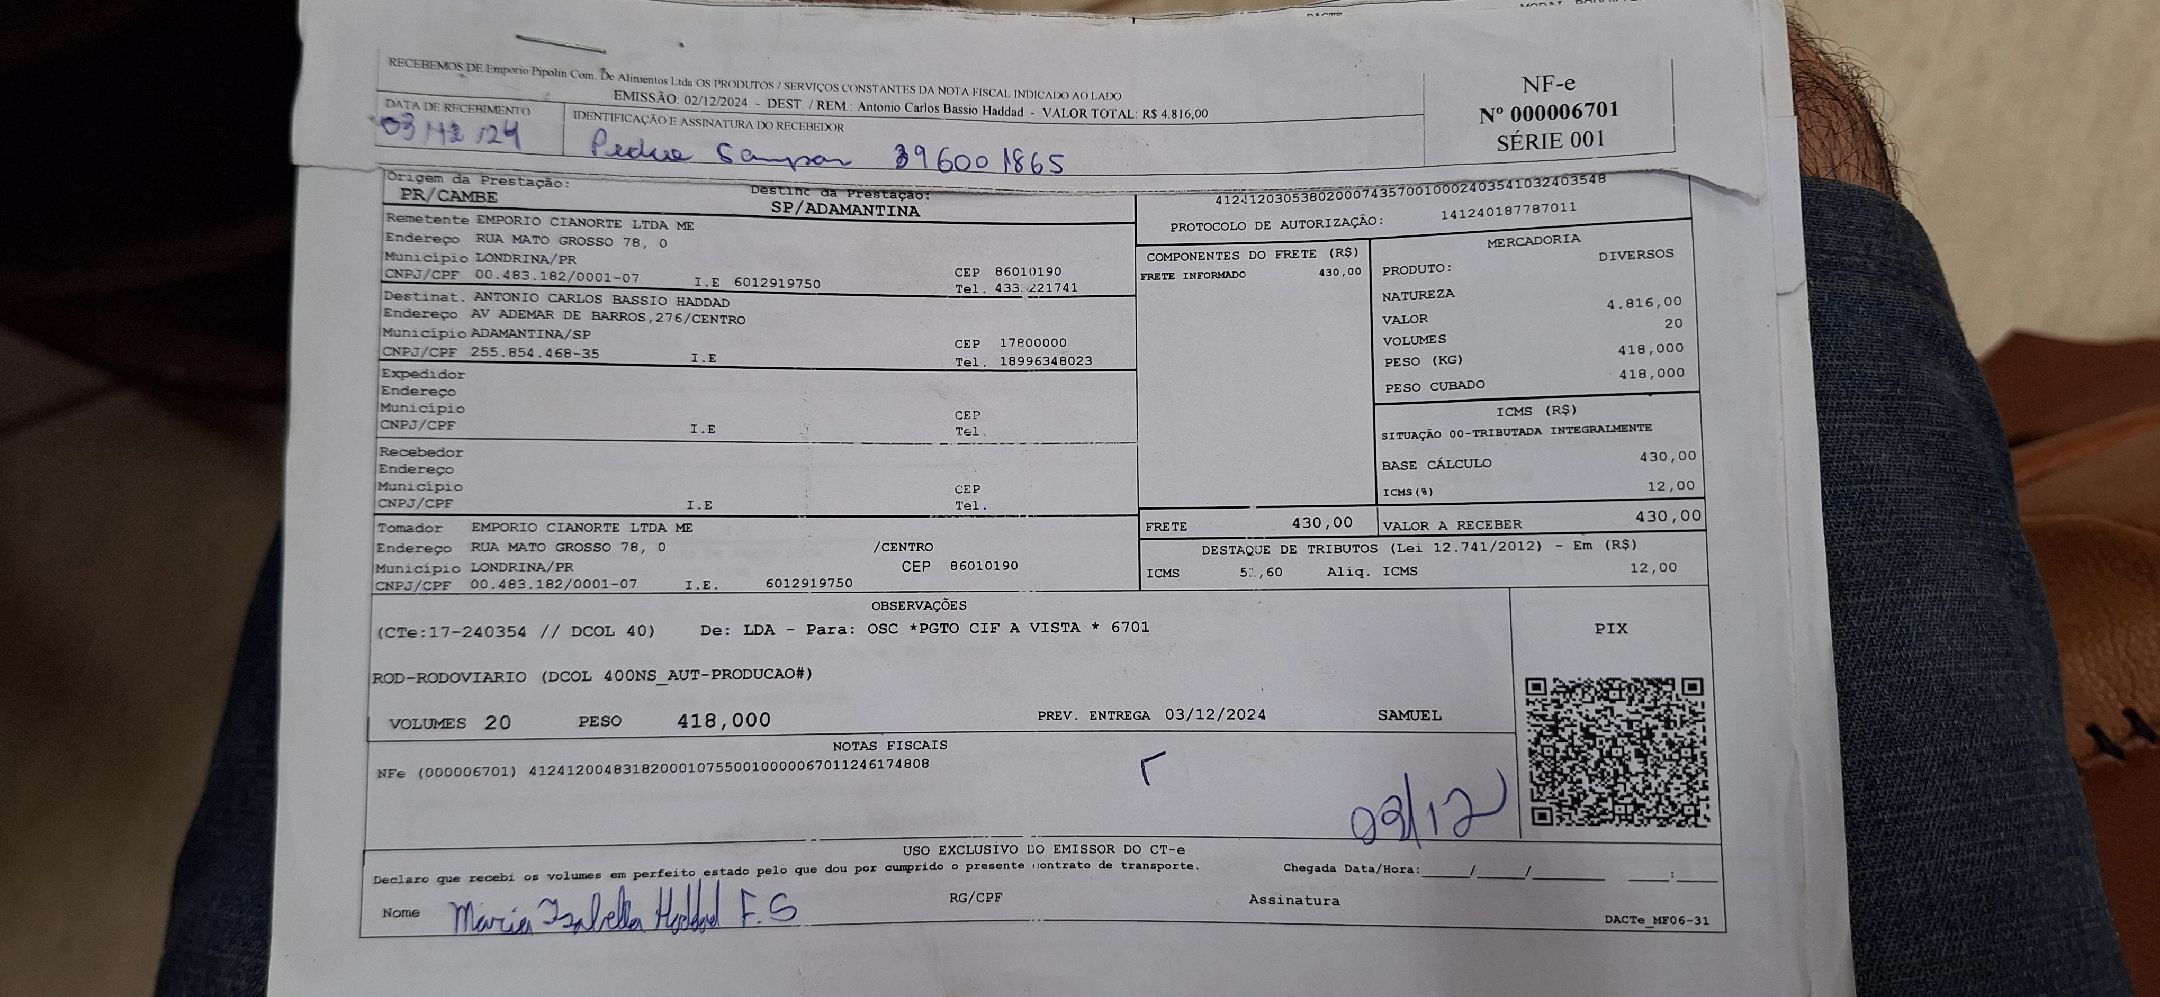 RECEBEMOS DE Emporio Pipolin Com. De Alimentos Ltda OS PRODUTOS / SERVIÇOS CONSTANTES DA NOTA FISCAL INDICADO AO LADO
EMISSÃO: 02/12/2024 - DEST. / REM.: Antonio Carlos Bassio Haddad - VALOR TOTAL: R$ 4.816,00
NF-e
Nº 000006701
SÉRIE 001
DATA DE RECEBIMENTO
03/12/24
IDENTIFICAÇÃO E ASSINATURA DO RECEBEDOR
396001865
Origem da Prestação:
PR/CAMBE
Destino da Prestação:
SP/ADAMANTINA
41241203053802000743570010002403541032403548
PROTOCOLO DE AUTORIZAÇÃO: 141240187787011
Remetente EMPORIO CIANORTE LTDA ME
Endereço RUA MATO GROSSO 78, 0
Município LONDRINA/PR CEP 86010190
CNPJ/CPF 00.483.182/0001-07 I.E 6012919750 Tel.
Destinat. ANTONIO CARLOS BASSIO HADDAD
Endereço AV ADEMAR DE BARROS,276/CENTRO
Município ADAMANTINA/SP CEP 17800000
CNPJ/CPF 255.854.468-35 I.E Tel. 18996348023
Expedidor
Endereço
Município CEP
CNPJ/CPF I.E Tel.
Recebedor
Endereço
Município CEP
CNPJ/CPF I.E Tel.
Tomador EMPORIO CIANORTE LTDA ME
Endereço RUA MATO GROSSO 78, 0 /CENTRO
Município LONDRINA/PR CEP 86010190
CNPJ/CPF 00.483.182/0001-07 I.E. 6012919750
COMPONENTES DO FRETE (R$)
FRETE INFORMADO 430,00
MERCADORIA
PRODUTO: DIVERSOS
NATUREZA
VALOR 4.816,00
VOLUMES 20
PESO (KG) 418,000
PESO CUBADO 418,000
ICMS (R$)
SITUAÇÃO 00-TRIBUTADA INTEGRALMENTE
BASE CÁLCULO 430,00
ICMS(%) 12,00
FRETE 430,00 VALOR A RECEBER 430,00
DESTAQUE DE TRIBUTOS (Lei 12.741/2012) - Em (R$)
ICMS Aliq. ICMS 12,00
OBSERVAÇÕES
(CTe:17-240354 // DCOL 40) De: LDA - Para: OSC *PGTO CIF A VISTA * 6701
ROD-RODOVIARIO (DCOL 400NS_AUT-PRODUCAO#)
VOLUMES 20 PESO 418,000 PREV. ENTREGA 03/12/2024 SAMUEL
PIX
NOTAS FISCAIS
NFe (000006701) 41241200483182000107550010000067011246174808
03/12
USO EXCLUSIVO DO EMISSOR DO CT-e
Declaro que recebi os volumes em perfeito estado pelo que dou por cumprido o presente contrato de transporte.
Chegada Data/Hora:____/____/______ ___:___
Nome Maria Isabella Haddad F.S RG/CPF Assinatura
DACTe_MF06-31